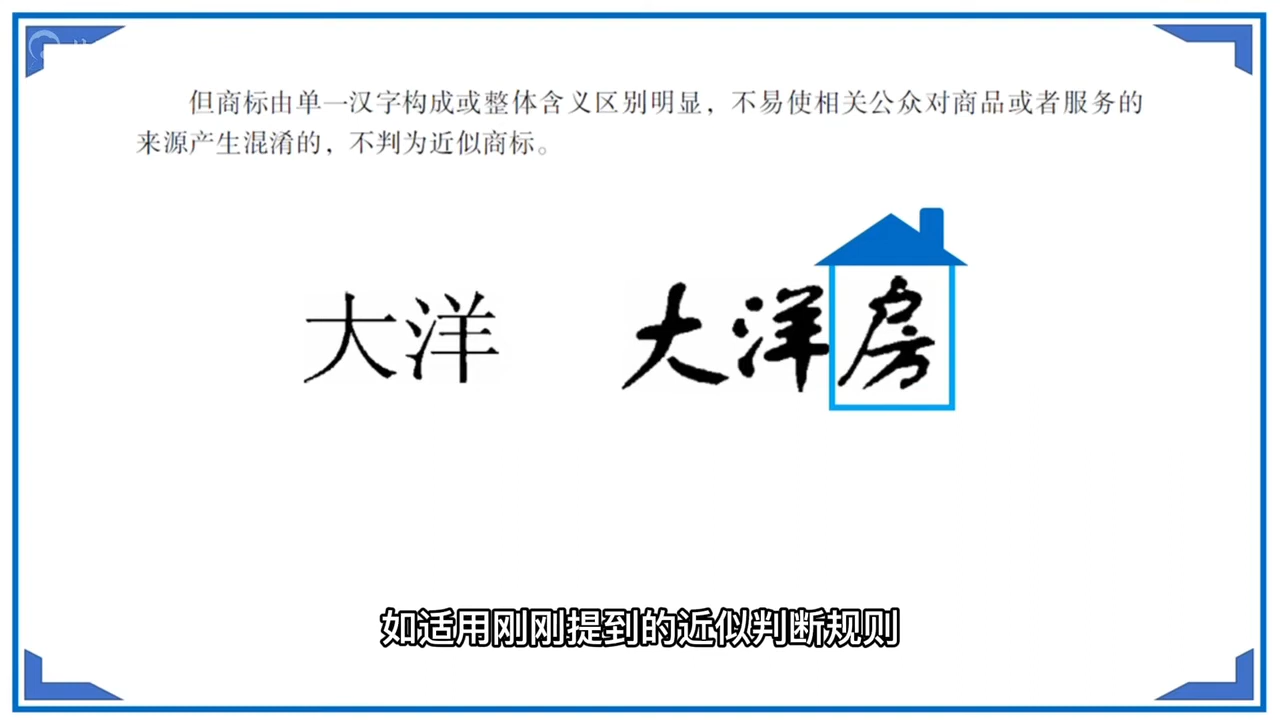 但商标由单一汉字构成或整体含义区别明显，不易使相关公众对商品或者服务的
来源产生混淆的，不判为近似商标。
大洋
大洋房
如适用刚刚提到的近似判断规则